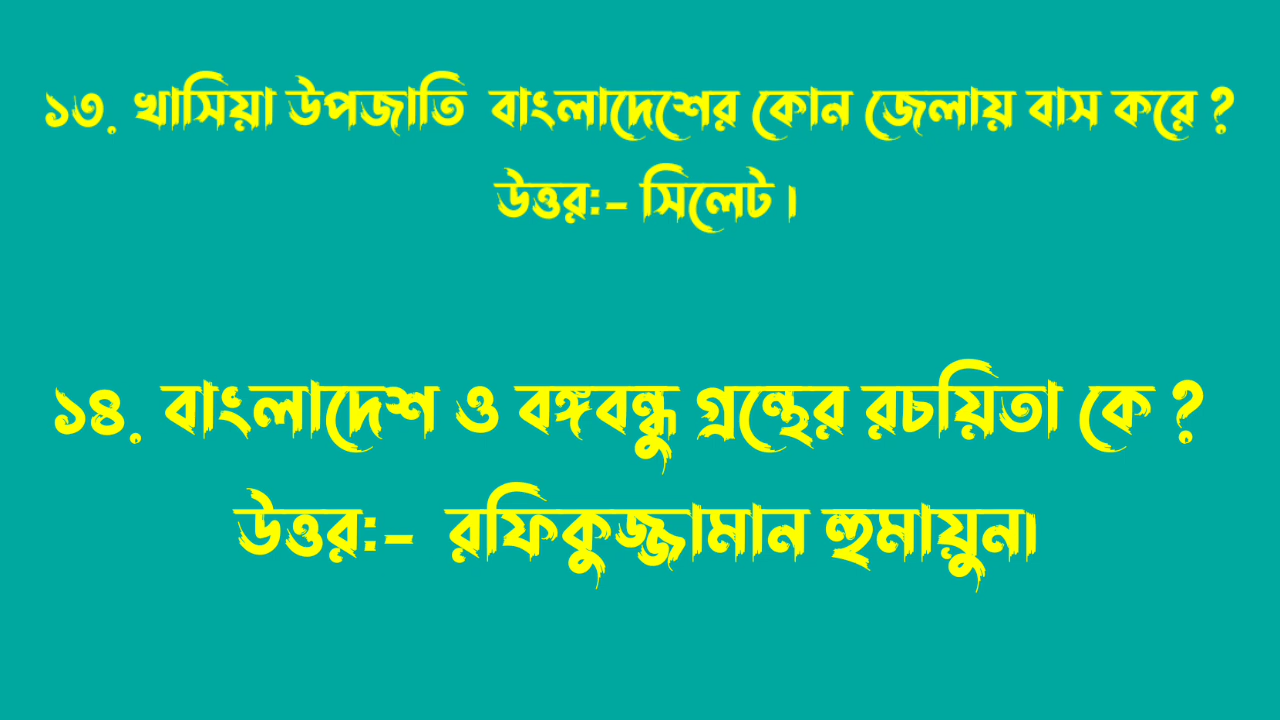 ১৩. খাসিয়া উপজাতি বাংলাদেশের কোন জেলায় বাস করে ?
উত্তর:- সিলেট ।
১৪. বাংলাদেশ ও বঙ্গবন্ধু গ্রন্থের রচয়িতা কে ?
উত্তর:- রফিকুজ্জামান হুমায়ুন।